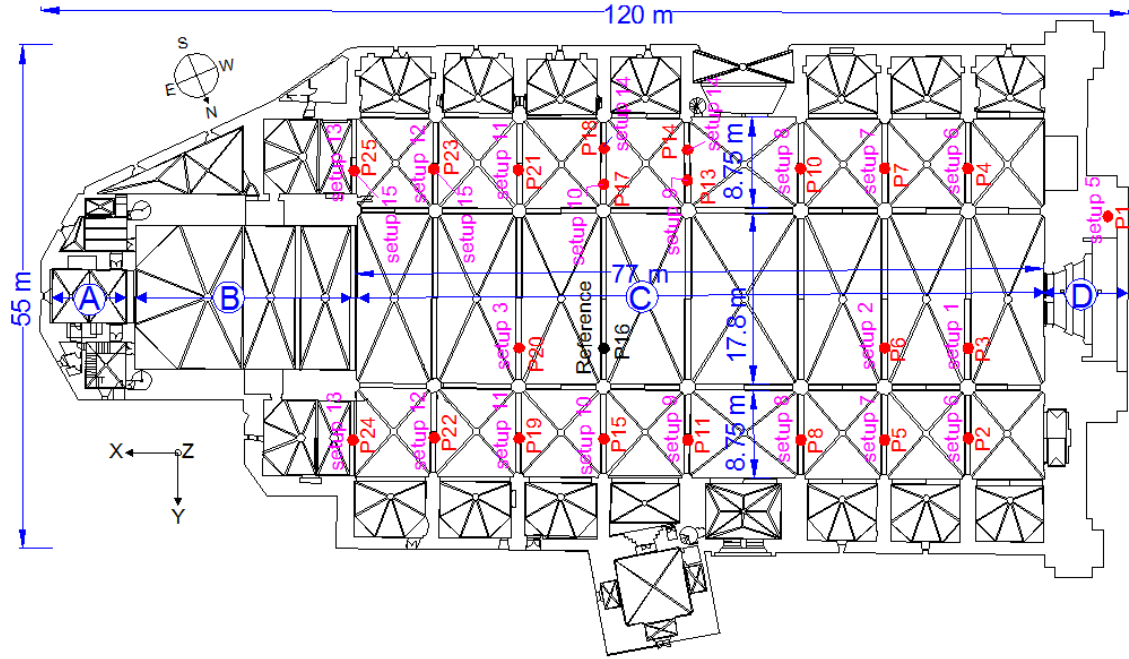 120 m
55 m
S
W
E
N
setup 14
setup 14
setup 13
P25
setup 12
P23
setup 11
P21
P18
P14
setup 8
8.75 m
P10
setup 7
P7
setup 6
P4
setup 15
setup 15
setup 10
P17
setup 9
P13
setup 5
P1
77 m
A
B
C
D
17.8 m
setup 3
P20
Reference
P16
setup 2
P6
setup 1
P3
setup 13
P24
setup 12
P22
setup 11
P19
setup 10
P15
setup 9
P11
8.75 m
setup 8
P8
setup 7
P5
setup 6
P2
X
Z
Y